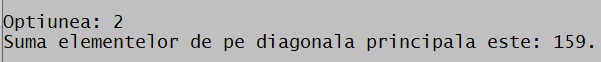 Optiunea: 2
Suma elementelor de pe diagonala principala este: 159.